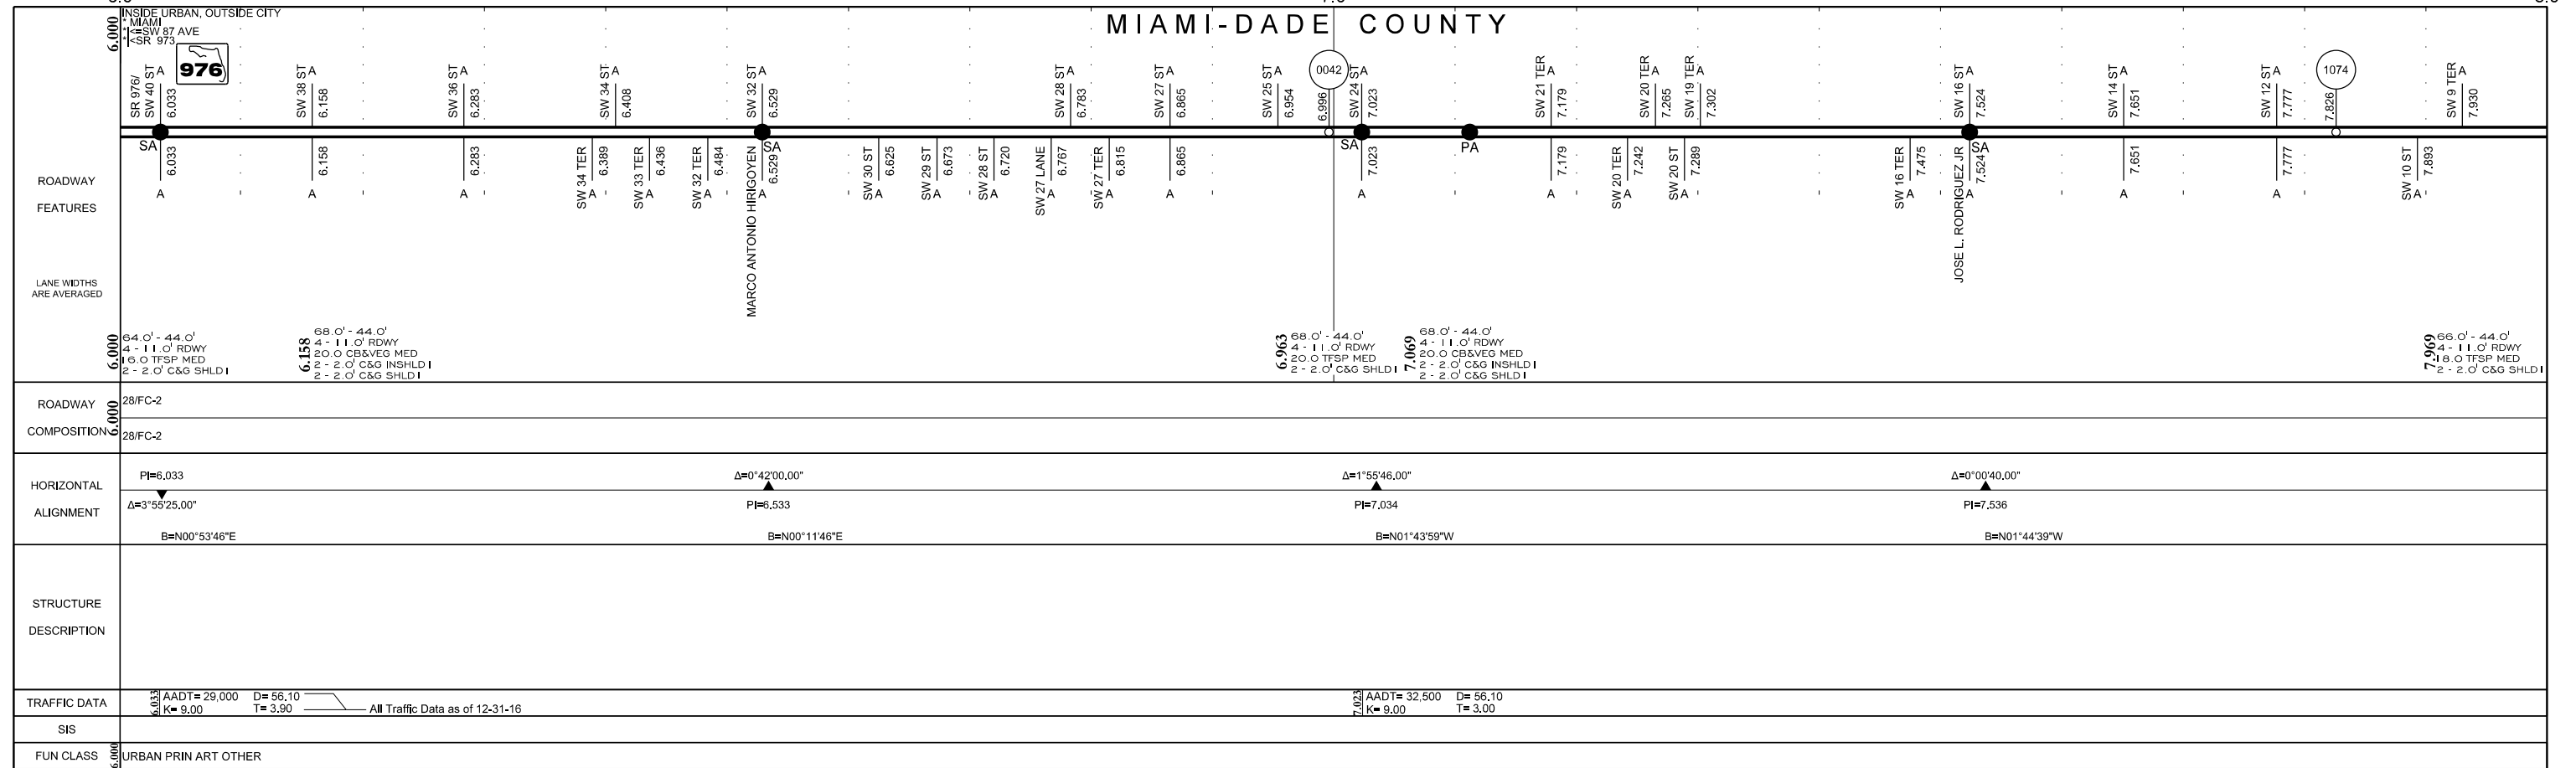 MIAMI-DADE COUNTY
6.000
INSIDE URBAN, OUTSIDE CITY
* MIAMI
* <=SW 87 AVE
* <SR 973
976
SR 976/
SW 40 ST A 6.033
SW 38 ST A 6.158
SW 36 ST A 6.283
SW 34 ST A 6.408
SW 32 ST A 6.529
SW 28 ST A 6.783
SW 27 ST A 6.865
SW 25 ST A 6.954
0042 6.996
SW 24 ST A 7.023
SW 21 TER A 7.179
SW 20 TER A 7.265
SW 19 TER A 7.302
SW 16 ST A 7.524
SW 14 ST A 7.651
SW 12 ST A 7.777
1074 7.826
SW 9 TER A 7.930
SA SA SA PA SA
ROADWAY
FEATURES
6.033 A
6.158 A
6.283 A
SW 34 TER 6.389 A
SW 33 TER 6.436 A
SW 32 TER 6.484 A
MARCO ANTONIO HIRIGOYEN 6.529 A
SW 30 ST 6.625 A
SW 29 ST 6.673 A
SW 28 ST 6.720 A
SW 27 LANE 6.767 A
SW 27 TER 6.815 A
6.865 A
7.023 A
7.179 A
SW 20 TER 7.242 A
SW 20 ST 7.289 A
SW 16 TER 7.475 A
JOSE L. RODRIGUEZ JR 7.524 A
7.651 A
7.777 A
SW 10 ST 7.893 A
LANE WIDTHS
ARE AVERAGED
6.000
64.0' - 44.0'
4 - 11.0' RDWY
16.0 TFSP MED
2 - 2.0' C&G SHLD1
6.158
68.0' - 44.0'
4 - 11.0' RDWY
20.0 CB&VEG MED
2 - 2.0' C&G INSHLD1
2 - 2.0' C&G SHLD1
6.963
68.0' - 44.0'
4 - 11.0' RDWY
20.0 TFSP MED
2 - 2.0' C&G SHLD1
7.069
68.0' - 44.0'
4 - 11.0' RDWY
20.0 CB&VEG MED
2 - 2.0' C&G INSHLD1
2 - 2.0' C&G SHLD1
7.969
66.0' - 44.0'
4 - 11.0' RDWY
18.0 TFSP MED
2 - 2.0' C&G SHLD1
ROADWAY
COMPOSITION
6.000
28/FC-2
28/FC-2
HORIZONTAL
ALIGNMENT
PI=6.033
Δ=3°55'25.00"
B=N00°53'46"E
Δ=0°42'00.00"
PI=6.533
B=N00°11'46"E
Δ=1°55'46.00"
PI=7.034
B=N01°43'59"W
Δ=0°00'40.00"
PI=7.536
B=N01°44'39"W
STRUCTURE
DESCRIPTION
TRAFFIC DATA
6.033
AADT= 29,000 D= 56.10
K= 9.00 T= 3.90
All Traffic Data as of 12-31-16
7.023
AADT= 32,500 D= 56.10
K= 9.00 T= 3.00
SIS
FUN CLASS
6.000
URBAN PRIN ART OTHER